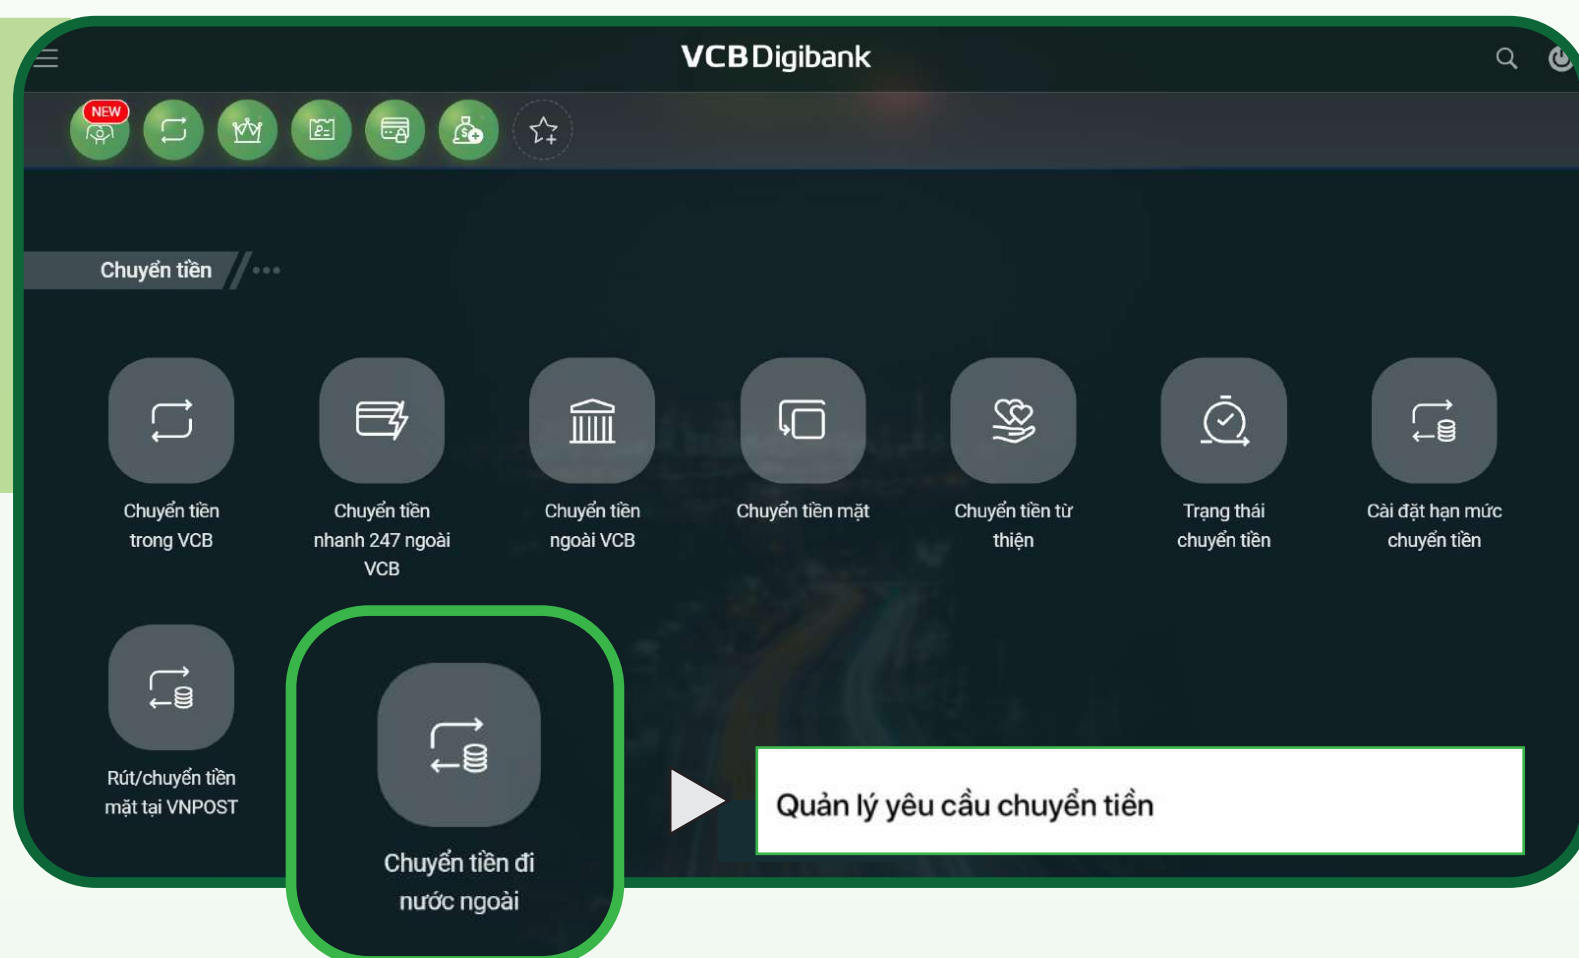 VCB Digibank
NEW
Chuyển tiền
Chuyển tiền
trong VCB
Chuyển tiền
nhanh 247 ngoài
VCB
Chuyển tiền
ngoài VCB
Chuyển tiền mặt
Chuyển tiền từ
thiện
Trạng thái
chuyển tiền
Cài đặt hạn mức
chuyển tiền
Rút/chuyển tiền
mặt tại VNPOST
Chuyển tiền đi
nước ngoài
Quản lý yêu cầu chuyển tiền